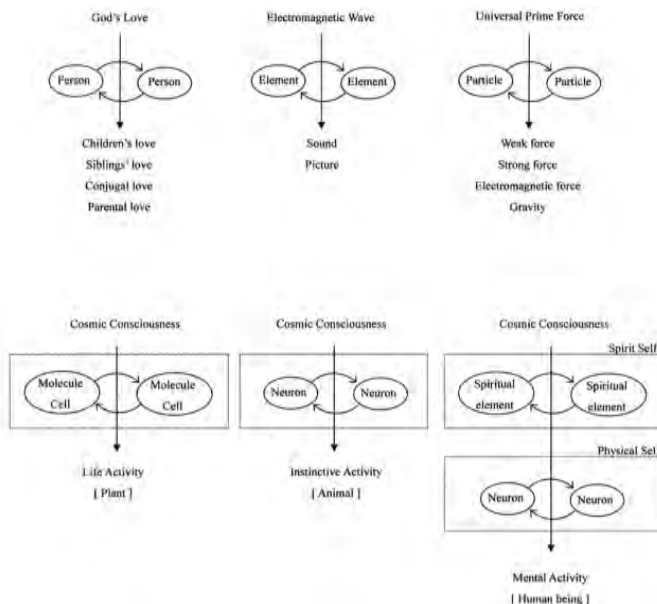 God's Love
Person
Person
Children's love
Siblings' love
Conjugal love
Parental love
Electromagnetic Wave
Element
Element
Sound
Picture
Universal Prime Force
Particle
Particle
Weak force
Strong force
Electromagnetic force
Gravity
Cosmic Consciousness
Molecule
Cell
Molecule
Cell
Life Activity
[ Plant ]
Cosmic Consciousness
Neuron
Neuron
Instinctive Activity
[ Animal ]
Cosmic Consciousness
Spirit Self
Spiritual
element
Spiritual
element
Physical Self
Neuron
Neuron
Mental Activity
[ Human being ]